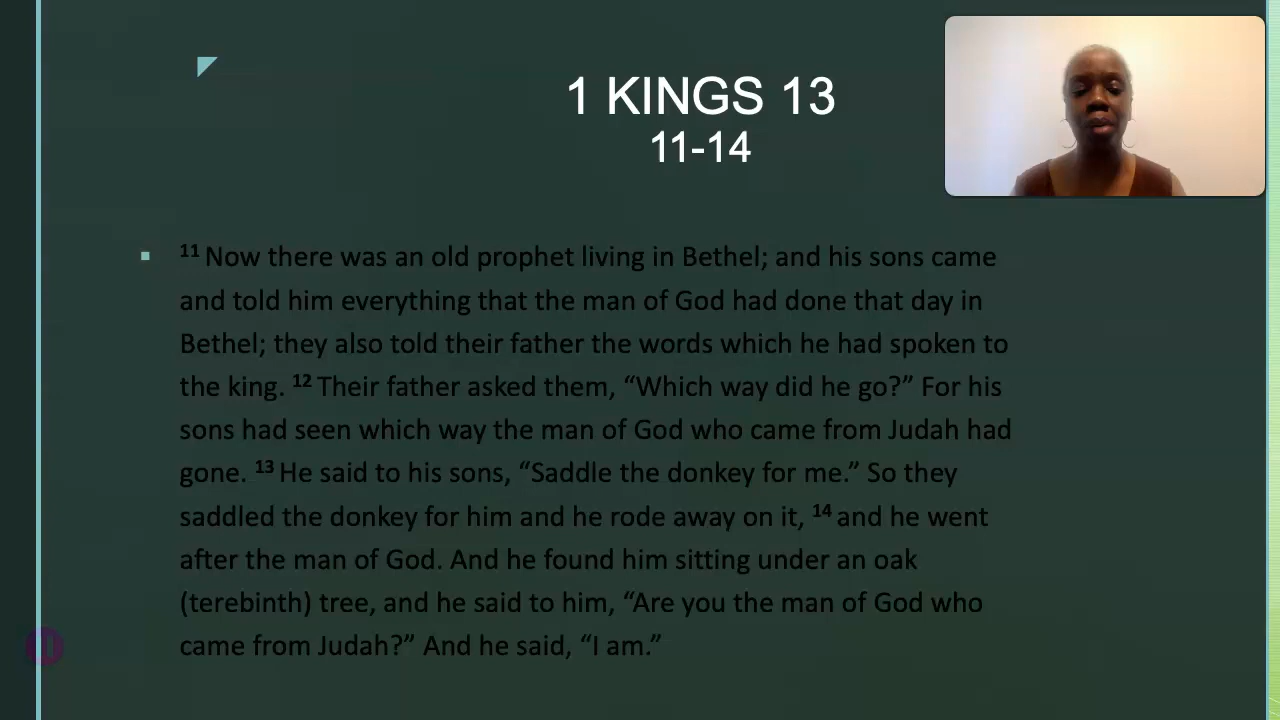 1 KINGS 13
11-14
▪ 11 Now there was an old prophet living in Bethel; and his sons came
and told him everything that the man of God had done that day in
Bethel; they also told their father the words which he had spoken to
the king. 12 Their father asked them, “Which way did he go?” For his
sons had seen which way the man of God who came from Judah had
gone. 13 He said to his sons, “Saddle the donkey for me.” So they
saddled the donkey for him and he rode away on it, 14 and he went
after the man of God. And he found him sitting under an oak
(terebinth) tree, and he said to him, “Are you the man of God who
came from Judah?” And he said, “I am.”